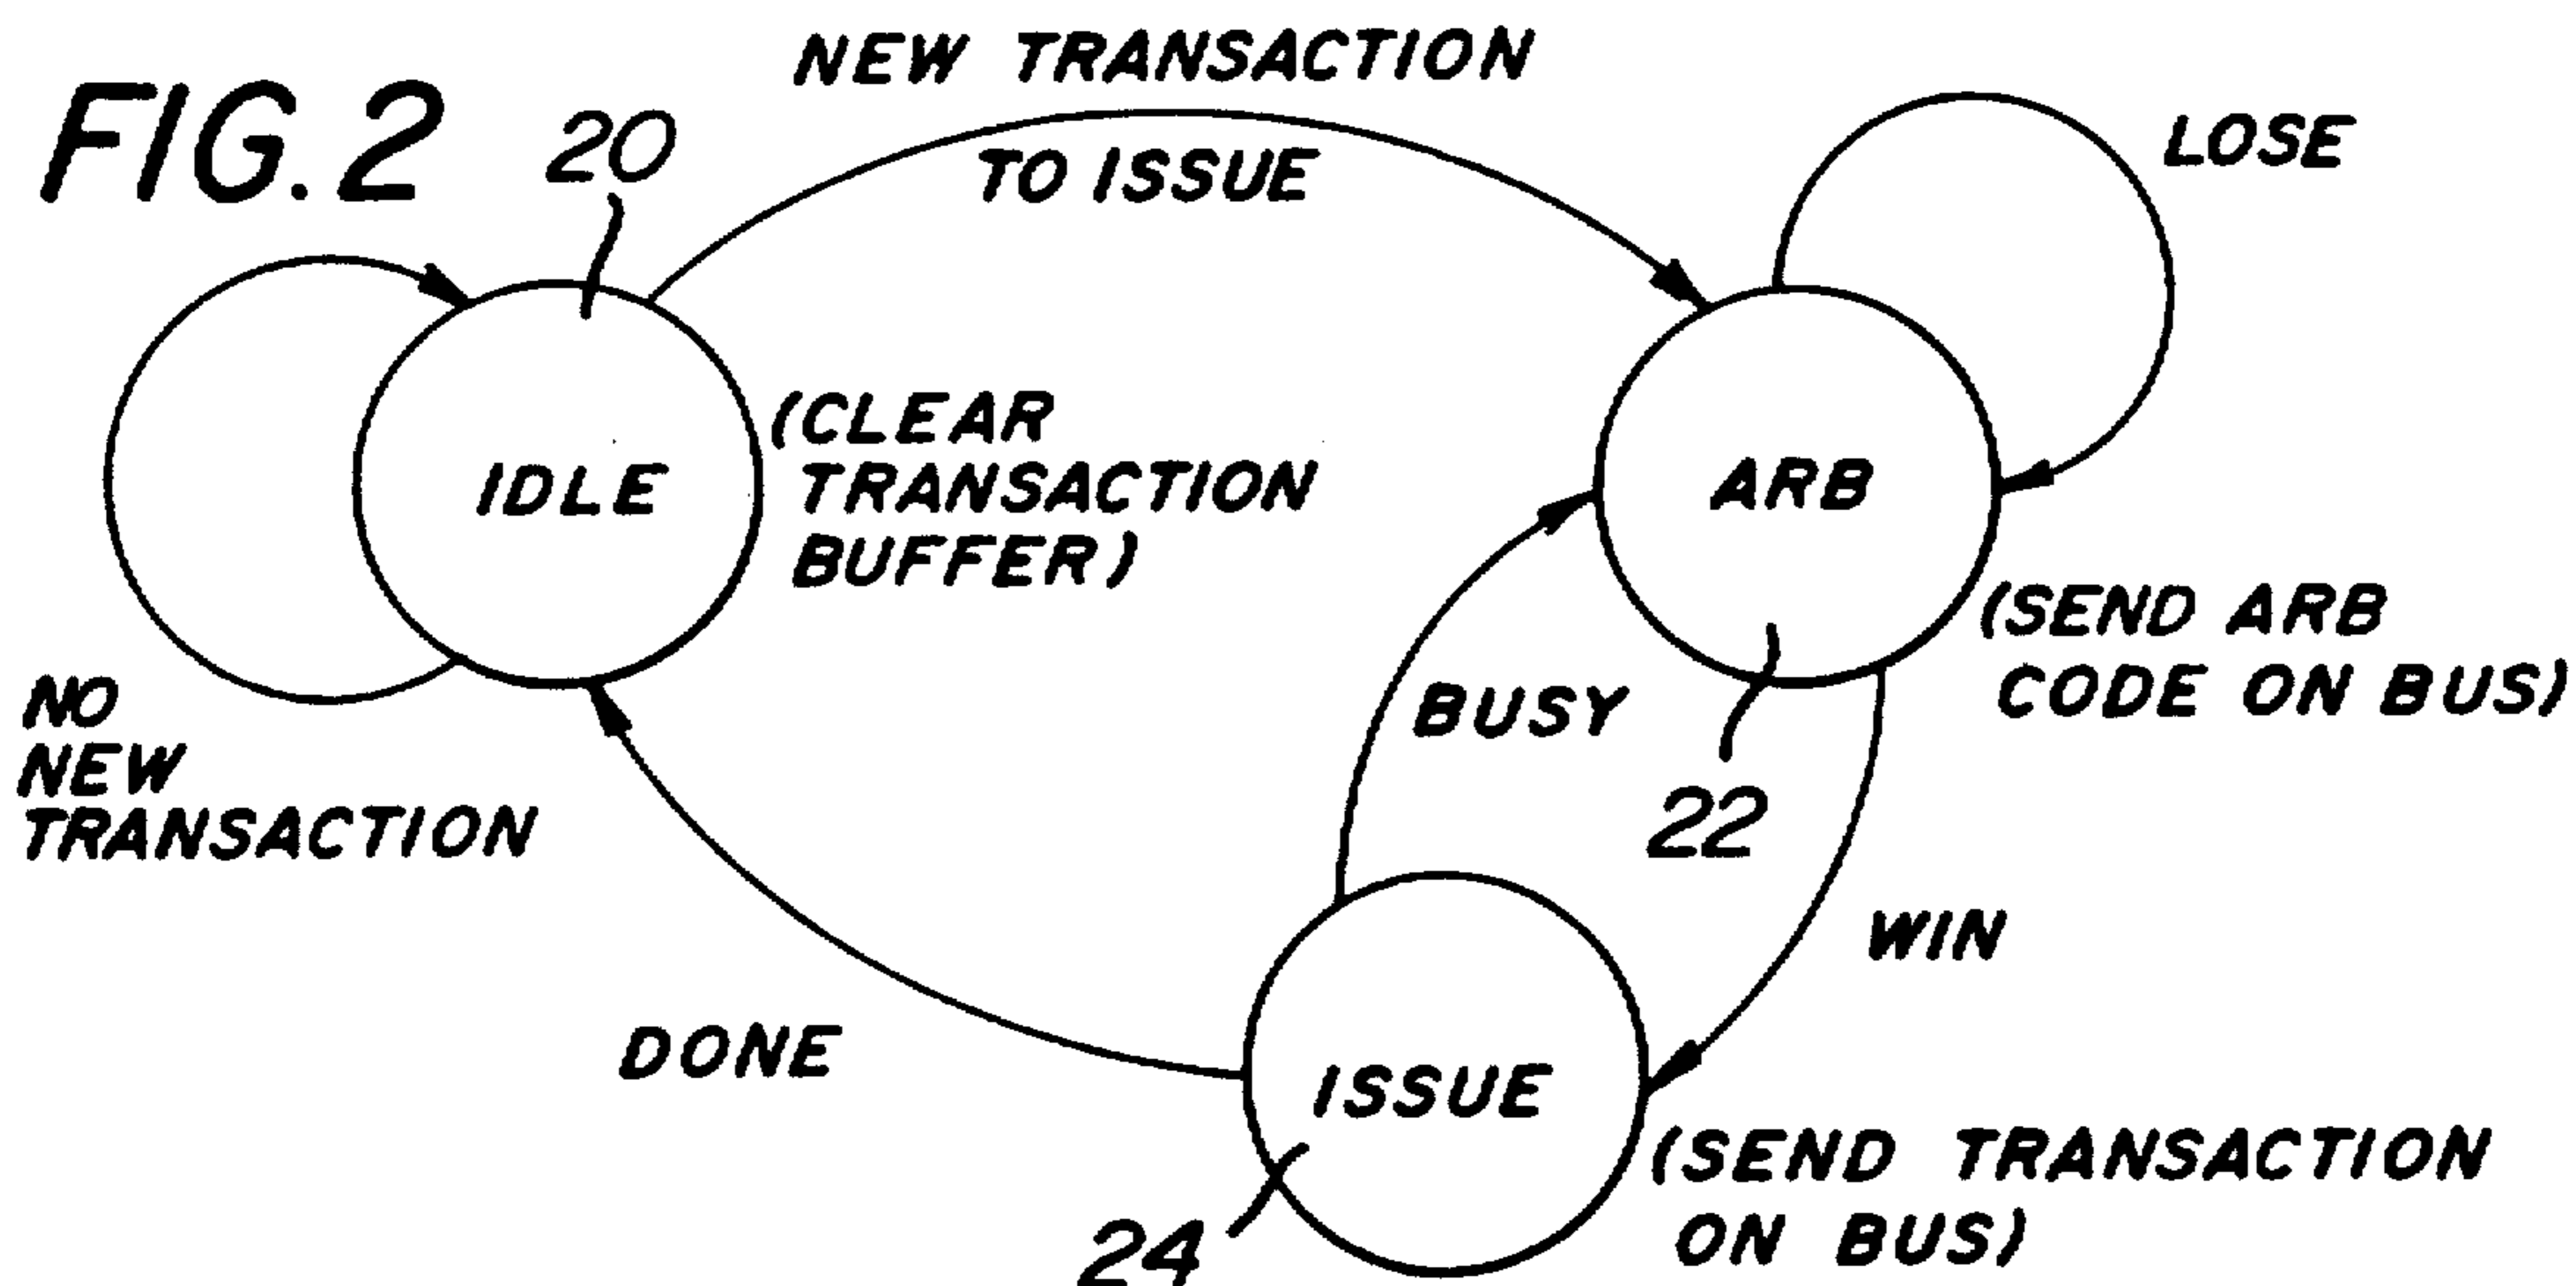 FIG. 2
20
NEW TRANSACTION
TO ISSUE
LOSE
IDLE
(CLEAR
TRANSACTION
BUFFER)
ARB
(SEND ARB
CODE ON BUS)
NO
NEW
TRANSACTION
BUSY
22
WIN
DONE
ISSUE
(SEND TRANSACTION
ON BUS)
24